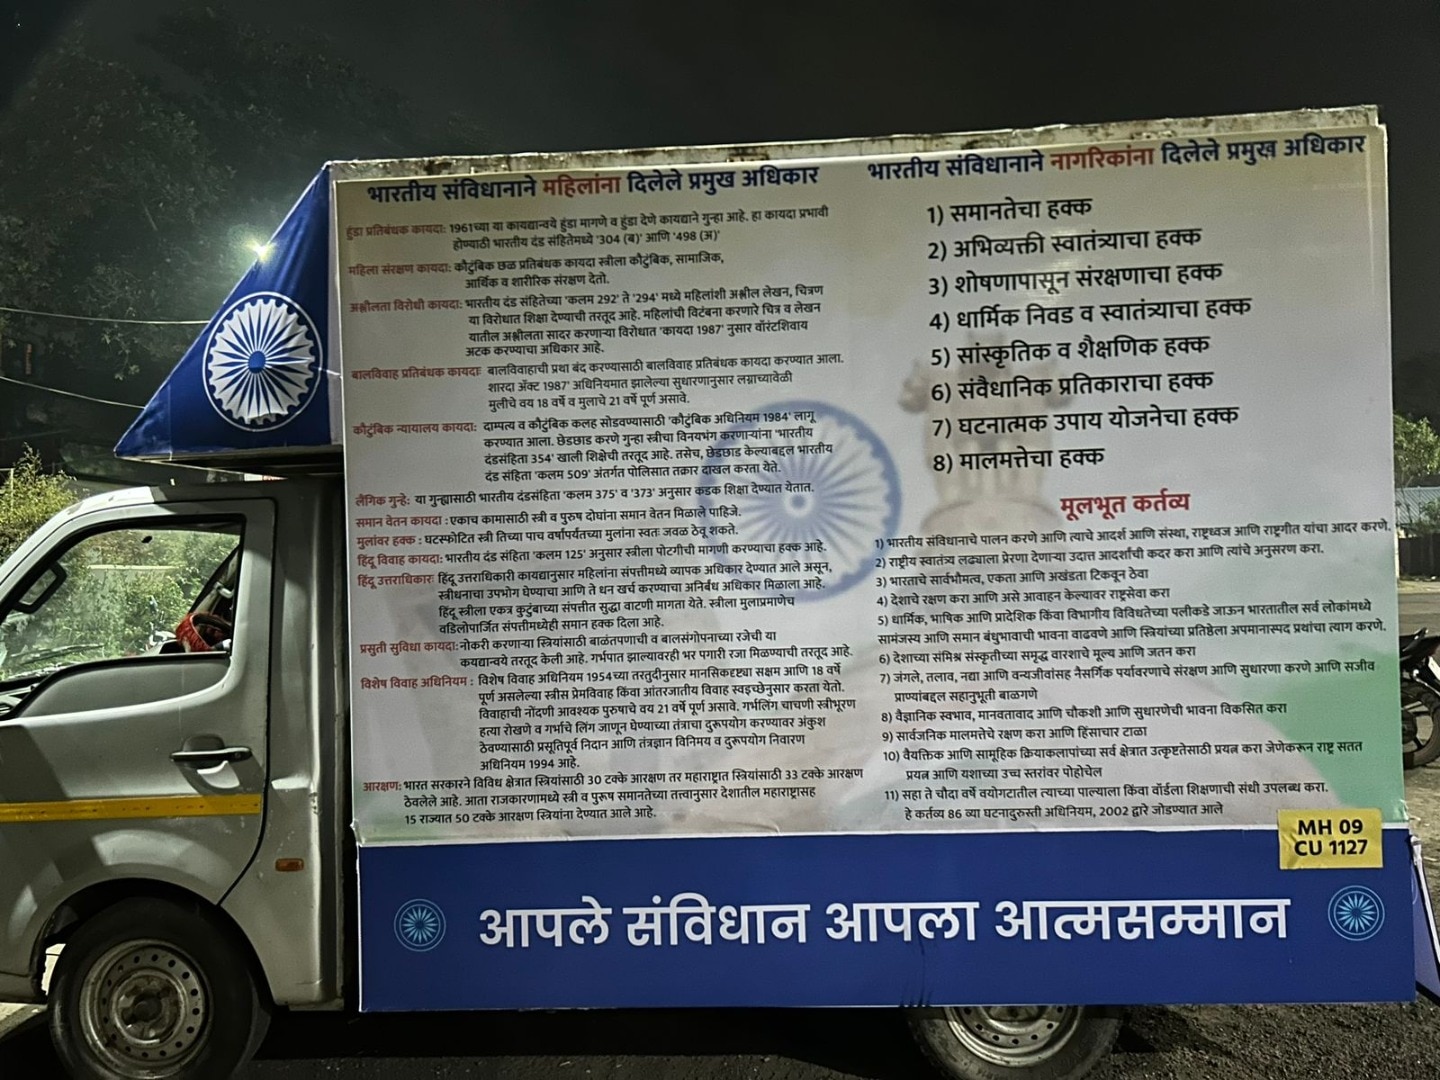 भारतीय संविधानाने महिलांना दिलेले प्रमुख अधिकार
हुंडा प्रतिबंधक कायदा: 1961च्या या कायद्यान्वये हुंडा मागणे व हुंडा देणे कायद्याने गुन्हा आहे. हा कायदा प्रभावी
होण्याठी भारतीय दंड संहितेमध्ये '304 (ब)' आणि '498 (अ)'
महिला संरक्षण कायदा: कौटुंबिक छळ प्रतिबंधक कायदा स्त्रीला कौटुंबिक, सामाजिक,
आर्थिक व शारीरिक संरक्षण देतो.
अश्लीलता विरोधी कायदा: भारतीय दंड संहितेच्या 'कलम 292' ते '294' मध्ये महिलांशी अश्लील लेखन, चित्रण
या विरोधात शिक्षा देण्याची तरतूद आहे. महिलांची विटंबना करणारे चित्र व लेखन
यातील अश्लीलता सादर करणाऱ्या विरोधात 'कायदा 1987' नुसार वॉरंटशिवाय
अटक करण्याचा अधिकार आहे.
बालविवाह प्रतिबंधक कायदाः बालविवाहाची प्रथा बंद करण्यासाठी बालविवाह प्रतिबंधक कायदा करण्यात आला.
शारदा ॲक्ट 1987' अधिनियमात झालेल्या सुधारणानुसार लग्नाच्यावेळी
मुलीचे वय 18 वर्षे व मुलाचे 21 वर्षे पूर्ण असावे.
कौटुंबिक न्यायालय कायदा: दाम्पत्य व कौटुंबिक कलह सोडवण्यासाठी 'कौटुंबिक अधिनियम 1984' लागू
करण्यात आला. छेडछाड करणे गुन्हा स्त्रीचा विनयभंग करणाऱ्यांना 'भारतीय
दंडसंहिता 354' खाली शिक्षेची तरतूद आहे. तसेच, छेडछाड केल्याबद्दल भारतीय
दंड संहिता 'कलम 509' अंतर्गत पोलिसात तक्रार दाखल करता येते.
लैंगिक गुन्हे: या गुन्ह्यासाठी भारतीय दंडसंहिता 'कलम 375' व '373' अनुसार कडक शिक्षा देण्यात येतात.
समान वेतन कायदा : एकाच कामासाठी स्त्री व पुरुष दोघांना समान वेतन मिळाले पाहिजे.
मुलांवर हक्क : घटस्फोटित स्त्री तिच्या पाच वर्षांपर्यंतच्या मुलांना स्वतः जवळ ठेवू शकते.
हिंदू विवाह कायदा: भारतीय दंड संहिता 'कलम 125' अनुसार स्त्रीला पोटगीची मागणी करण्याचा हक्क आहे.
हिंदू उत्तराधिकारः हिंदू उत्तराधिकारी कायद्यानुसार महिलांना संपत्तीमध्ये व्यापक अधिकार देण्यात आले असून,
स्त्रीधनाचा उपभोग घेण्याचा आणि ते धन खर्च करण्याचा अनिर्बंध अधिकार मिळाला आहे.
हिंदू स्त्रीला एकत्र कुटुंबाच्या संपत्तीत सुद्धा वाटणी मागता येते. स्त्रीला मुलाप्रमाणेच
वडिलोपार्जित संपत्तीमध्येही समान हक्क दिला आहे.
प्रसुती सुविधा कायदा: नोकरी करणाऱ्या स्त्रियांसाठी बाळंतपणाची व बालसंगोपनाच्या रजेची या
कयद्यान्वये तरतूद केली आहे. गर्भपात झाल्यावरही भर पगारी रजा मिळण्याची तरतूद आहे.
विशेष विवाह अधिनियम : विशेष विवाह अधिनियम 1954च्या तरतुदीनुसार मानसिकदृष्ट्या सक्षम आणि 18 वर्षे
पूर्ण असलेल्या स्त्रीस प्रेमविवाह किंवा आंतरजातीय विवाह स्वइच्छेनुसार करता येतो.
विवाहाची नोंदणी आवश्यक पुरुषाचे वय 21 वर्षे पूर्ण असावे. गर्भलिंग चाचणी स्त्रीभ्रूण
हत्या रोखणे व गर्भाचे लिंग जाणून घेण्याच्या तंत्राचा दुरूपयोग करण्यावर अंकुश
ठेवण्यासाठी प्रसूतिपूर्व निदान आणि तंत्रज्ञान विनिमय व दुरूपयोग निवारण
अधिनियम 1994 आहे.
आरक्षण: भारत सरकारने विविध क्षेत्रात स्त्रियांसाठी 30 टक्के आरक्षण तर महाराष्ट्रात स्त्रियांसाठी 33 टक्के आरक्षण
ठेवलेले आहे. आता राजकारणामध्ये स्त्री व पुरूष समानतेच्या तत्त्वानुसार देशातील महाराष्ट्रासह
15 राज्यात 50 टक्के आरक्षण स्त्रियांना देण्यात आले आहे.
भारतीय संविधानाने नागरिकांना दिलेले प्रमुख अधिकार
1) समानतेचा हक्क
2) अभिव्यक्ती स्वातंत्र्याचा हक्क
3) शोषणापासून संरक्षणाचा हक्क
4) धार्मिक निवड व स्वातंत्र्याचा हक्क
5) सांस्कृतिक व शैक्षणिक हक्क
6) संवैधानिक प्रतिकाराचा हक्क
7) घटनात्मक उपाय योजनेचा हक्क
8) मालमत्तेचा हक्क
मूलभूत कर्तव्य
1) भारतीय संविधानाचे पालन करणे आणि त्याचे आदर्श आणि संस्था, राष्ट्रध्वज आणि राष्ट्रगीत यांचा आदर करणे.
2) राष्ट्रीय स्वातंत्र्य लढ्याला प्रेरणा देणाऱ्या उदात्त आदर्शांची कदर करा आणि त्यांचे अनुसरण करा.
3) भारताचे सार्वभौमत्व, एकता आणि अखंडता टिकवून ठेवा
4) देशाचे रक्षण करा आणि असे आवाहन केल्यावर राष्ट्रसेवा करा
5) धार्मिक, भाषिक आणि प्रादेशिक किंवा विभागीय विविधतेच्या पलीकडे जाऊन भारतातील सर्व लोकांमध्ये
सामंजस्य आणि समान बंधुभावाची भावना वाढवणे आणि स्त्रियांच्या प्रतिष्ठेला अपमानास्पद प्रथांचा त्याग करणे.
6) देशाच्या संमिश्र संस्कृतीच्या समृद्ध वारशाचे मूल्य आणि जतन करा
7) जंगले, तलाव, नद्या आणि वन्यजीवांसह नैसर्गिक पर्यावरणाचे संरक्षण आणि सुधारणा करणे आणि सजीव
प्राण्यांबद्दल सहानुभूती बाळगणे
8) वैज्ञानिक स्वभाव, मानवतावाद आणि चौकशी आणि सुधारणेची भावना विकसित करा
9) सार्वजनिक मालमत्तेचे रक्षण करा आणि हिंसाचार टाळा
10) वैयक्तिक आणि सामूहिक क्रियाकलापांच्या सर्व क्षेत्रात उत्कृष्टतेसाठी प्रयत्न करा जेणेकरून राष्ट्र सतत
प्रयत्न आणि यशाच्या उच्च स्तरांवर पोहोचेल
11) सहा ते चौदा वर्षे वयोगटातील त्याच्या पाल्याला किंवा वॉर्डला शिक्षणाची संधी उपलब्ध करा.
हे कर्तव्य 86 व्या घटनादुरुस्ती अधिनियम, 2002 द्वारे जोडण्यात आले
MH 09
CU 1127
आपले संविधान आपला आत्मसम्मान